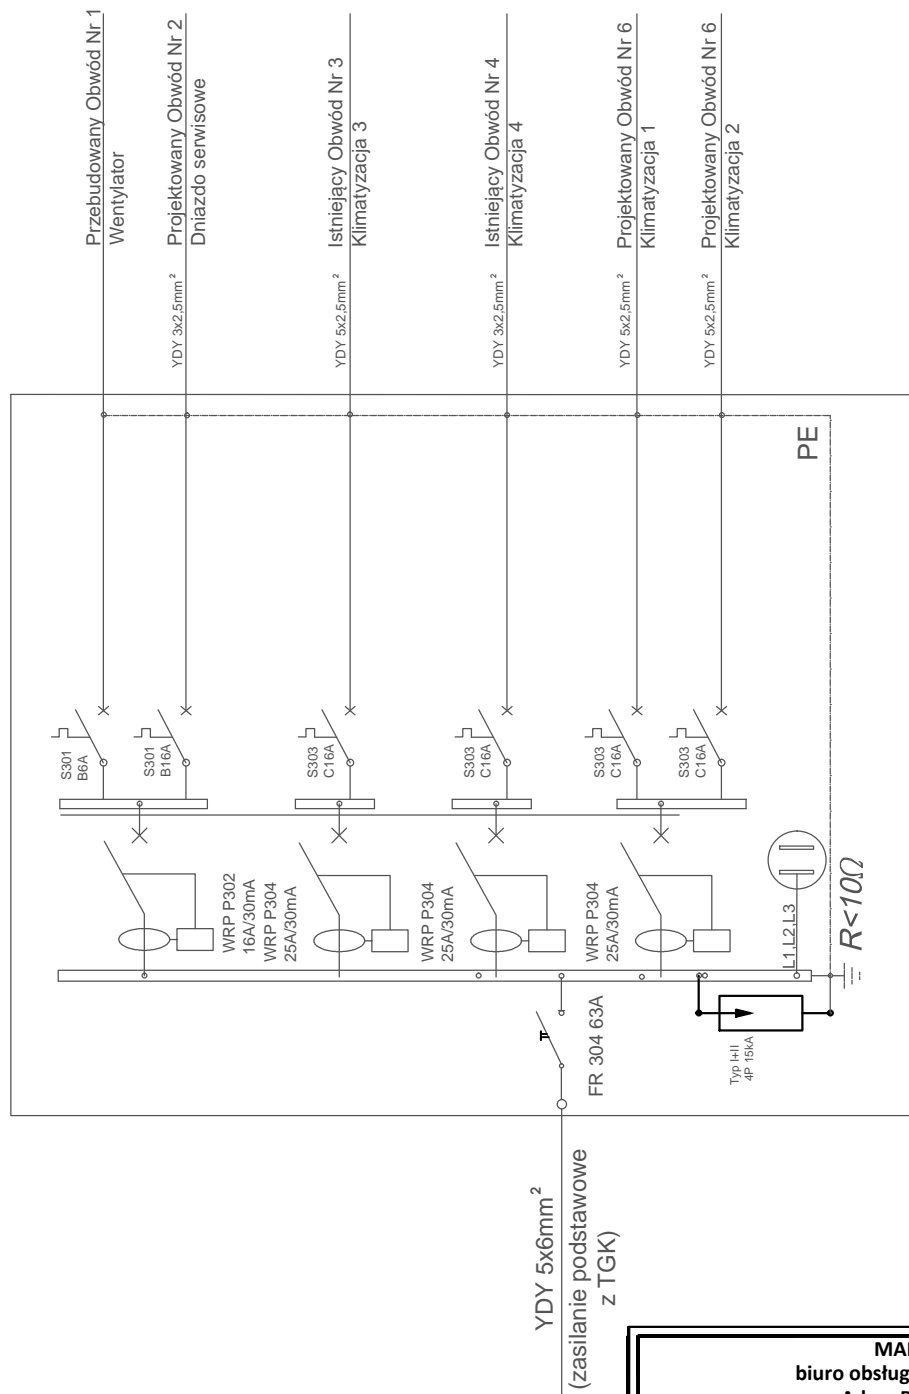 Przebudowany Obwód Nr 1
Wentylator
Projektowany Obwód Nr 2
Dniazdo serwisowe
YDY 3x2,5mm²
Istniejący Obwód Nr 3
Klimatyzacja 3
YDY 5x2,5mm²
Istniejący Obwód Nr 4
Klimatyzacja 4
YDY 3x2,5mm²
Projektowany Obwód Nr 6
Klimatyzacja 1
YDY 5x2,5mm²
Projektowany Obwód Nr 6
Klimatyzacja 2
YDY 5x2,5mm²
PE
S301
B6A
S301
B16A
S303
C16A
S303
C16A
S303
C16A
S303
C16A
WRP P302
16A/30mA
WRP P304
25A/30mA
WRP P304
25A/30mA
WRP P304
25A/30mA
L1,L2,L3
R<10Ω
FR 304 63A
Typ I+II
4P 15kA
YDY 5x6mm²
(zasilanie podstawowe
z TGK)
biuro obsług